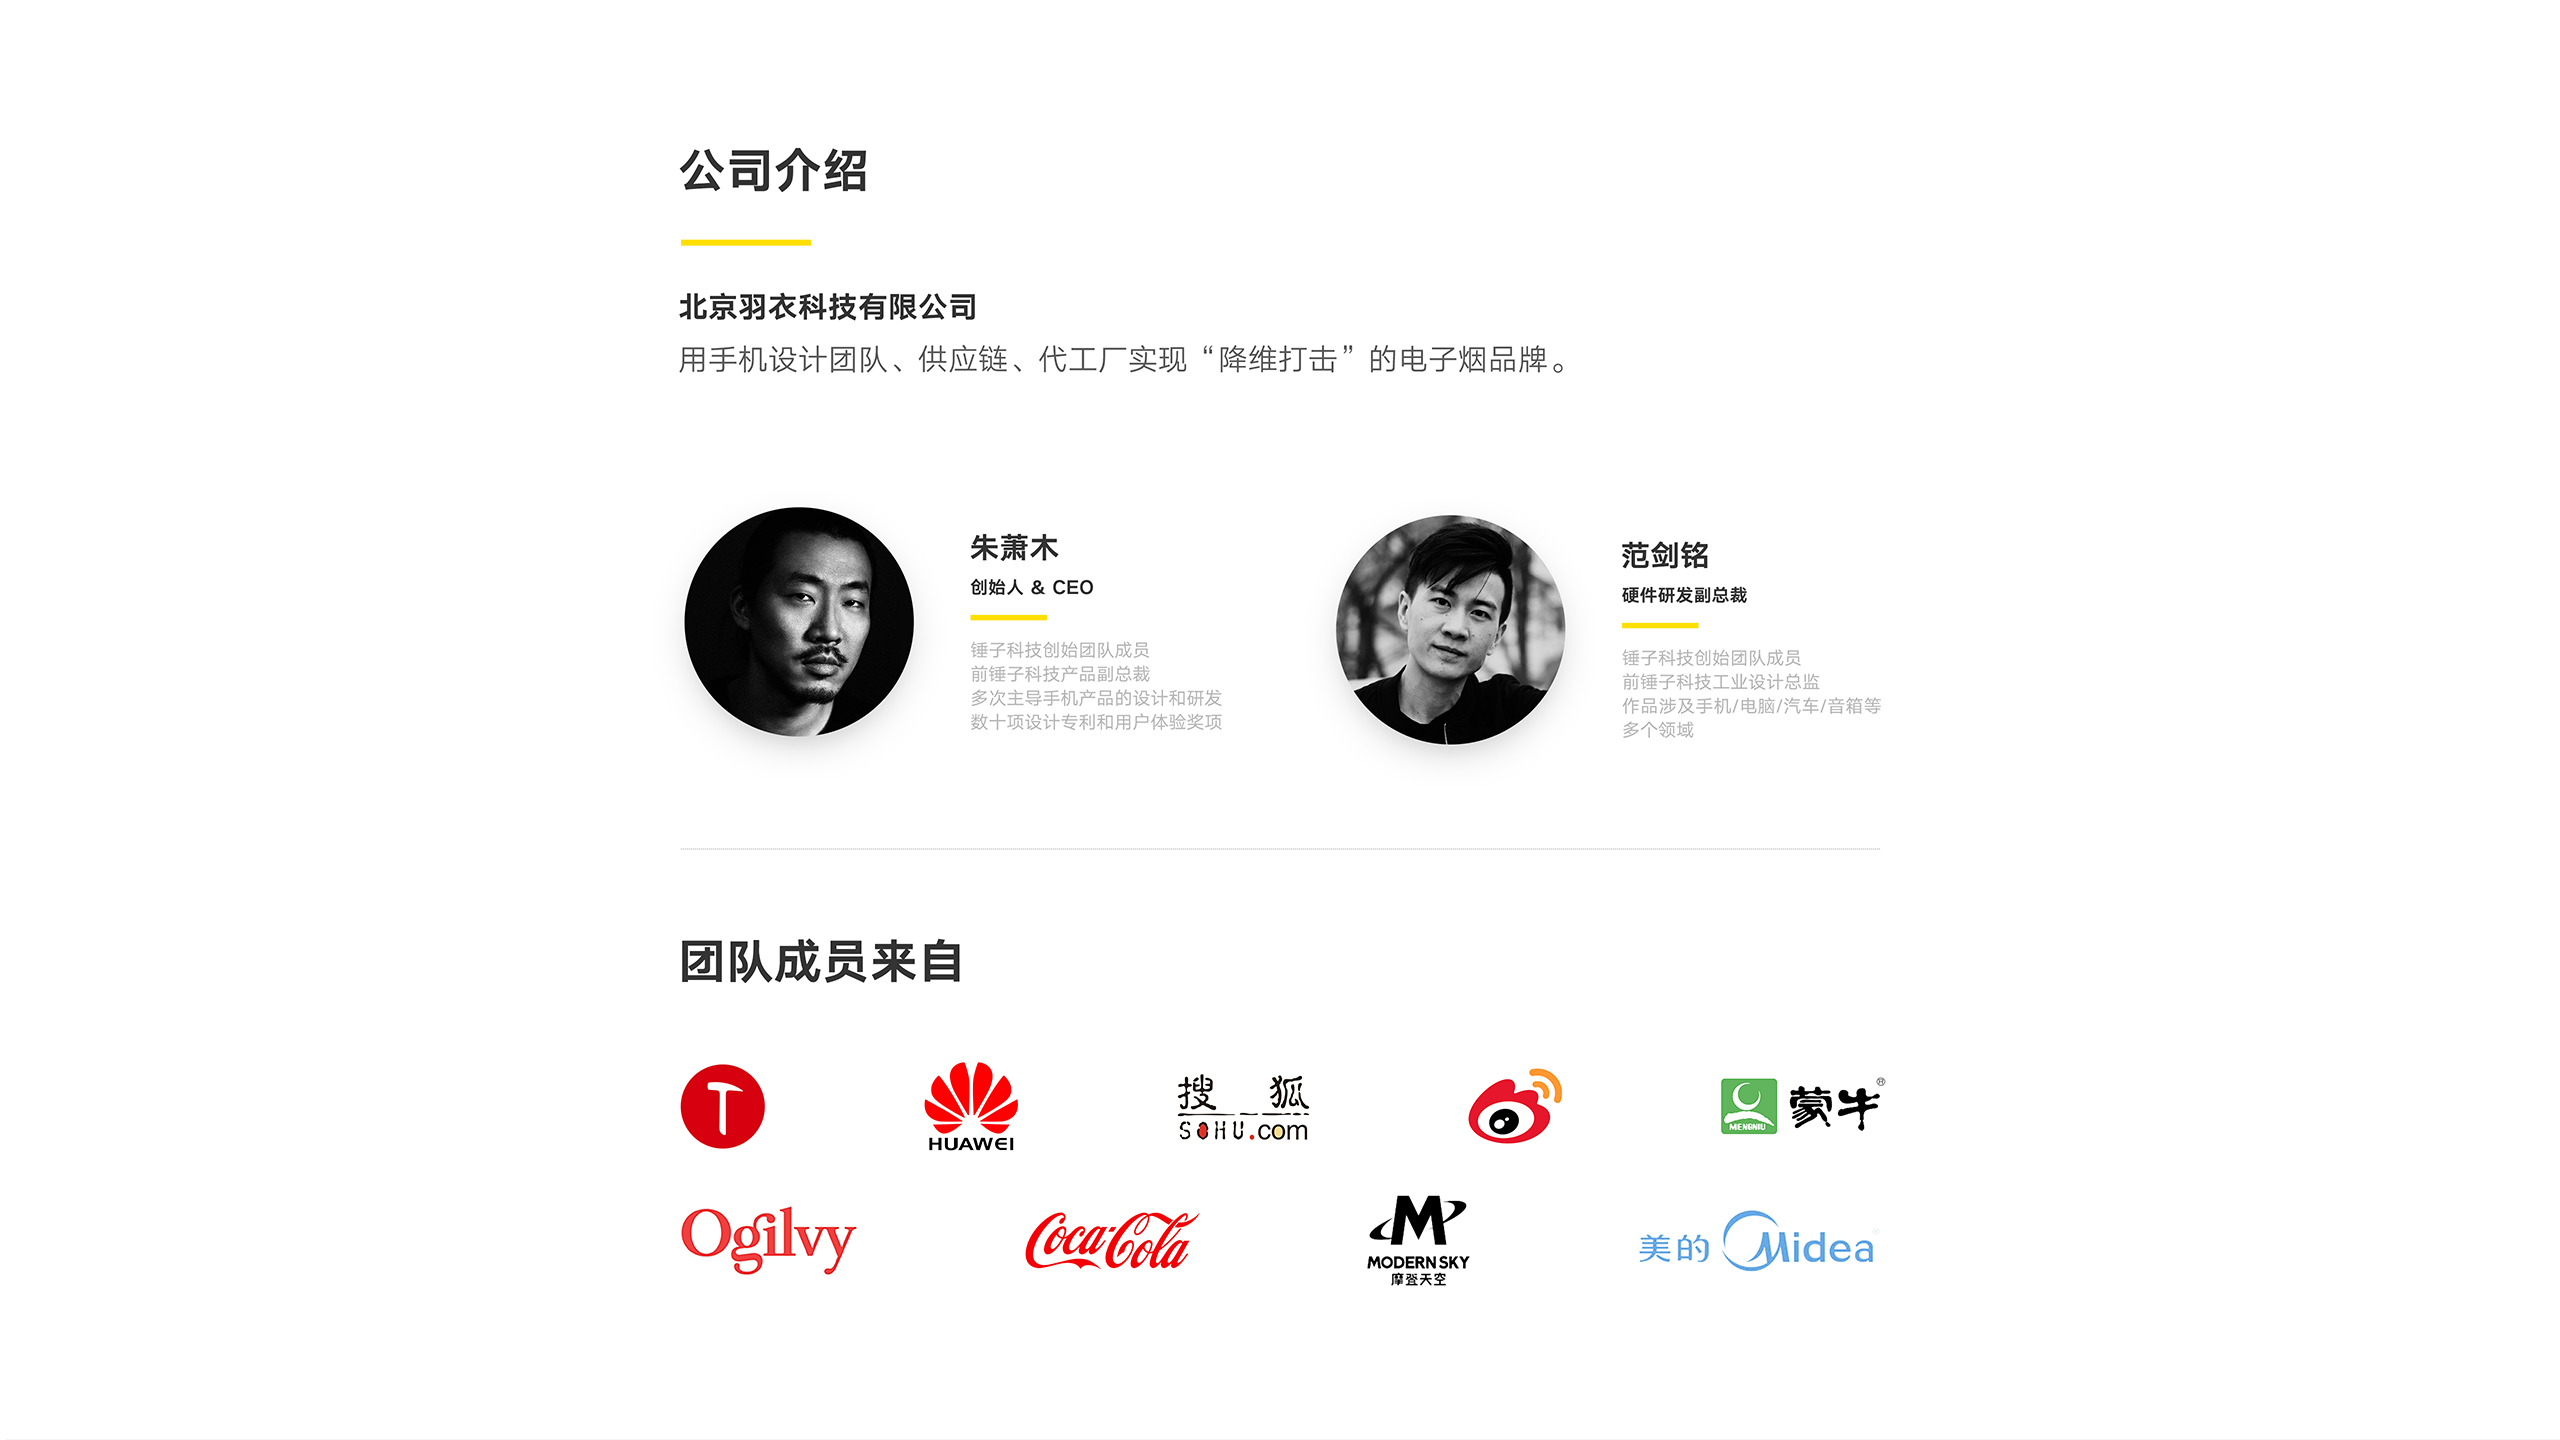 公司介绍
北京羽衣科技有限公司
用手机设计团队、供应链、代工厂实现“降维打击”的电子烟品牌。
朱萧木
创始人 & CEO
锤子科技创始团队成员
前锤子科技产品副总裁
多次主导手机产品的设计和研发
数十项设计专利和用户体验奖项
范剑铭
硬件研发副总裁
锤子科技创始团队成员
前锤子科技工业设计总监
作品涉及手机/电脑/汽车/音箱等
多个领域
团队成员来自
HUAWEI
搜狐
SOHU.com
MENGNIU
蒙牛®
Ogilvy
Coca-Cola
M
MODERN SKY
摩登天空
美的 Midea